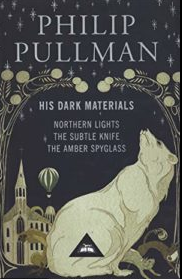 PHILIP
PULLMAN
HIS DARK MATERIALS
NORTHERN LIGHTS
THE SUBTLE KNIFE
THE AMBER SPYGLASS